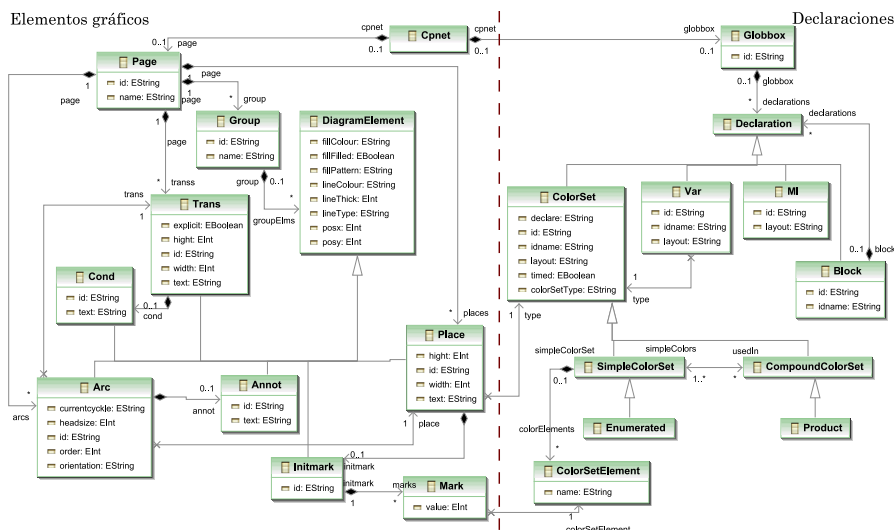 Elementos gráficos
Declaraciones
Cpnet
cpnet
0..1
page
0..1
cpnet
0..1
globbox
0..1
Globbox
id: EString
0..1
globbox
*
declarations
Declaration
declarations
*
Page
id: EString
name: EString
1
page
1
page
1
page
1
page
*
group
Group
id: EString
name: EString
0..1
group
*
groupElms
DiagramElement
fillColour: EString
fillFilled: EBoolean
fillPattern: EString
lineColour: EString
lineThick: EInt
lineType: EString
posx: EInt
posy: EInt
*
transs
trans
1
Trans
explicit: EBoolean
hight: EInt
id: EString
width: EInt
text: EString
0..1
cond
Cond
id: EString
text: EString
*
places
Place
hight: EInt
id: EString
width: EInt
text: EString
*
arcs
Arc
currentcyckle: EString
headsize: EInt
id: EString
order: EInt
orientation: EString
0..1
annot
Annot
id: EString
text: EString
1
place
0..1
initmark
Initmark
id: EString
initmark
1
marks
*
Mark
value: EInt
ColorSet
declare: EString
id: EString
idname: EString
layout: EString
timed: EBoolean
colorSetType: EString
1
type
1
type
Var
id: EString
idname: EString
layout: EString
Ml
id: EString
layout: EString
0..1
block
Block
id: EString
idname: EString
simpleColorSet
0..1
SimpleColorSet
simpleColors
1..*
usedIn
*
CompoundColorSet
Enumerated
Product
colorElements
*
ColorSetElement
name: EString
1
colorSetElement